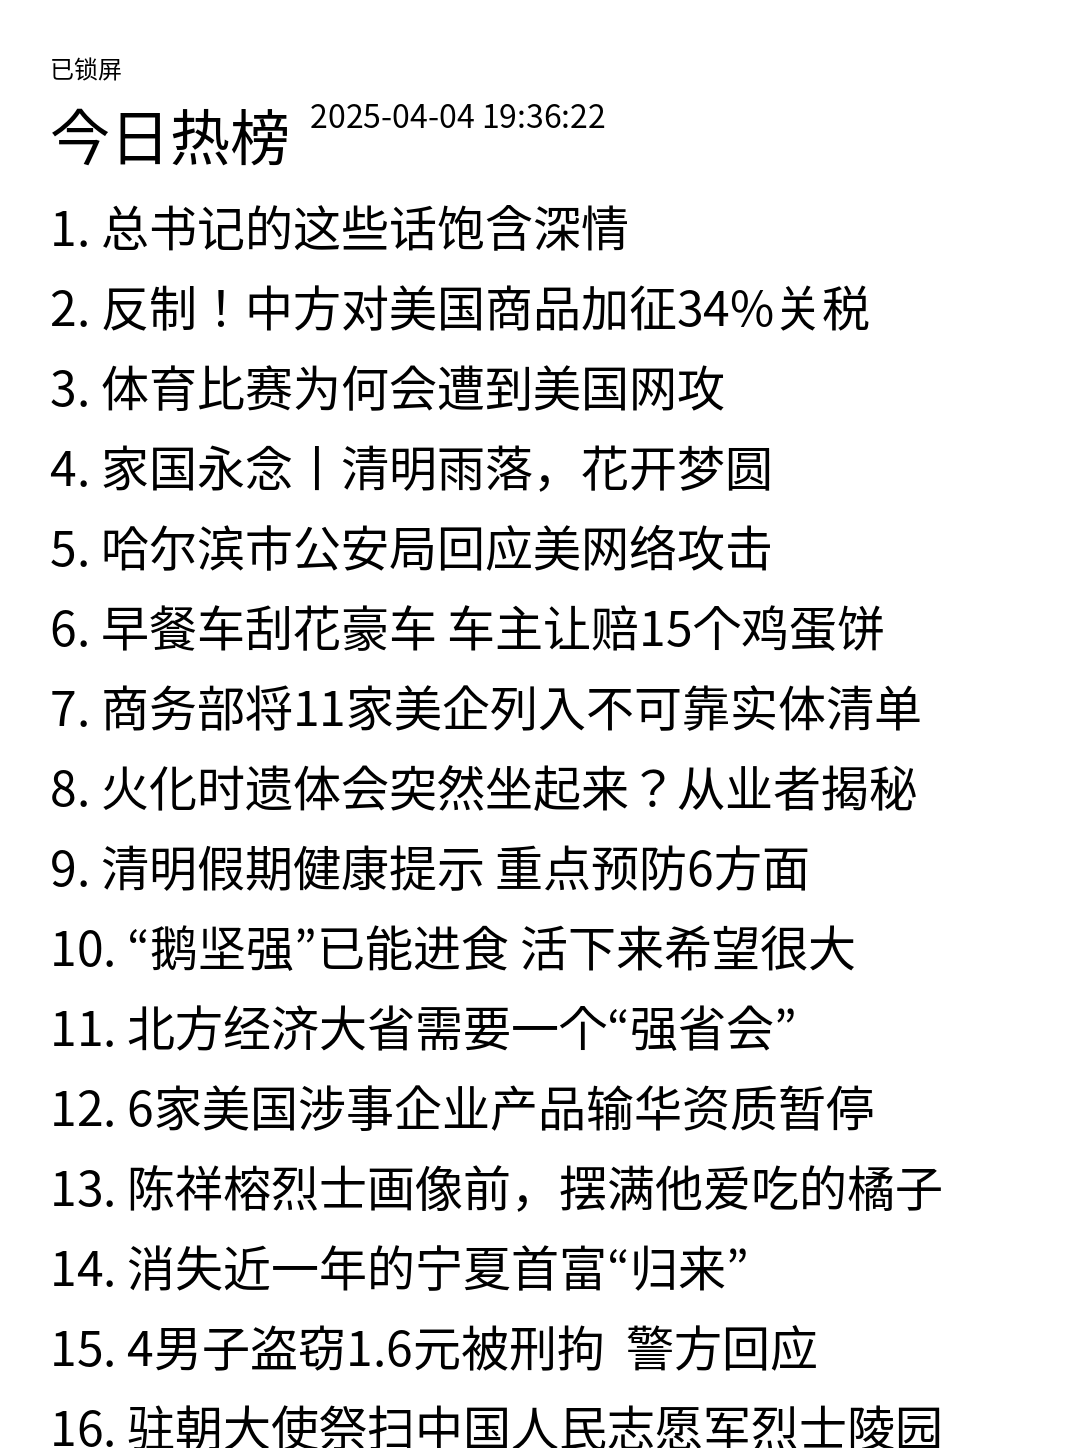 已锁屏
今日热榜 2025-04-04 19:36:22
1. 总书记的这些话饱含深情
2. 反制！中方对美国商品加征34%关税
3. 体育比赛为何会遭到美国网攻
4. 家国永念丨清明雨落，花开梦圆
5. 哈尔滨市公安局回应美网络攻击
6. 早餐车刮花豪车 车主让赔15个鸡蛋饼
7. 商务部将11家美企列入不可靠实体清单
8. 火化时遗体会突然坐起来？从业者揭秘
9. 清明假期健康提示 重点预防6方面
10. “鹅坚强”已能进食 活下来希望很大
11. 北方经济大省需要一个“强省会”
12. 6家美国涉事企业产品输华资质暂停
13. 陈祥榕烈士画像前，摆满他爱吃的橘子
14. 消失近一年的宁夏首富“归来”
15. 4男子盗窃1.6元被刑拘  警方回应
16. 驻朝大使祭扫中国人民志愿军烈士陵园